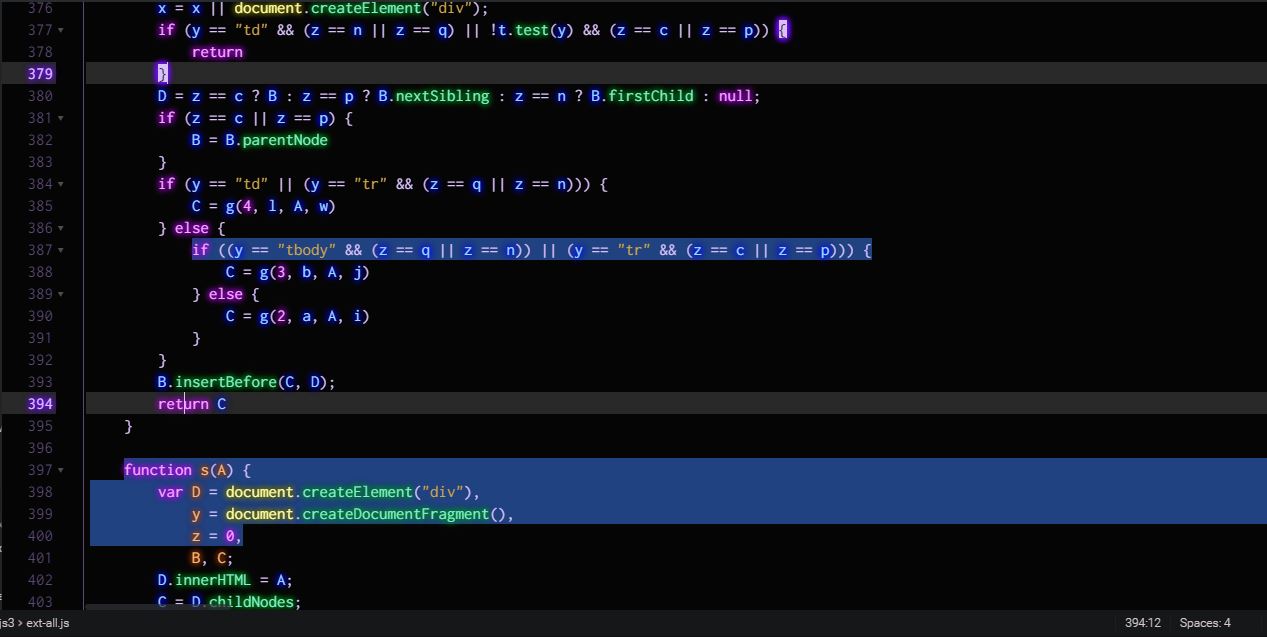 376 x = x || document.createElement("div");
377 if (y == "td" && (z == n || z == q) || !t.test(y) && (z == c || z == p)) {
378 return
379 }
380 D = z == c ? B : z == p ? B.nextSibling : z == n ? B.firstChild : null;
381 if (z == c || z == p) {
382 B = B.parentNode
383 }
384 if (y == "td" || (y == "tr" && (z == q || z == n))) {
385 C = g(4, l, A, w)
386 } else {
387 if ((y == "tbody" && (z == q || z == n)) || (y == "tr" && (z == c || z == p))) {
388 C = g(3, b, A, j)
389 } else {
390 C = g(2, a, A, i)
391 }
392 }
393 B.insertBefore(C, D);
394 return C
395 }
396
397 function s(A) {
398 var D = document.createElement("div"),
399 y = document.createDocumentFragment(),
400 z = 0,
401 B, C;
402 D.innerHTML = A;
403 C = D.childNodes;
js3 › ext-all.js 394:12 Spaces: 4